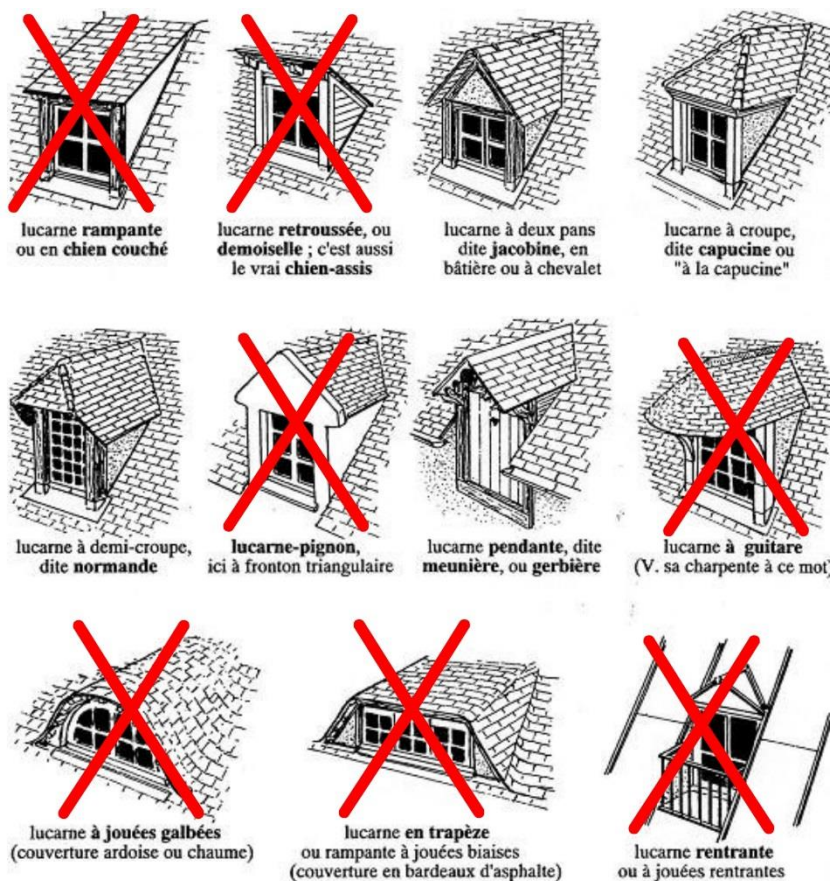 lucarne rampante
ou en chien couché
lucarne retroussée, ou
demoiselle ; c'est aussi
le vrai chien-assis
lucarne à deux pans
dite jacobine, en
bâtière ou à chevalet
lucarne à croupe,
dite capucine ou
"à la capucine"
lucarne à demi-croupe,
dite normande
lucarne-pignon,
ici à fronton triangulaire
lucarne pendante, dite
meunière, ou gerbière
lucarne à guitare
(V. sa charpente à ce mot)
lucarne à jouées galbées
(couverture ardoise ou chaume)
lucarne en trapèze
ou rampante à jouées biaises
(couverture en bardeaux d'asphalte)
lucarne rentrante
ou à jouées rentrantes